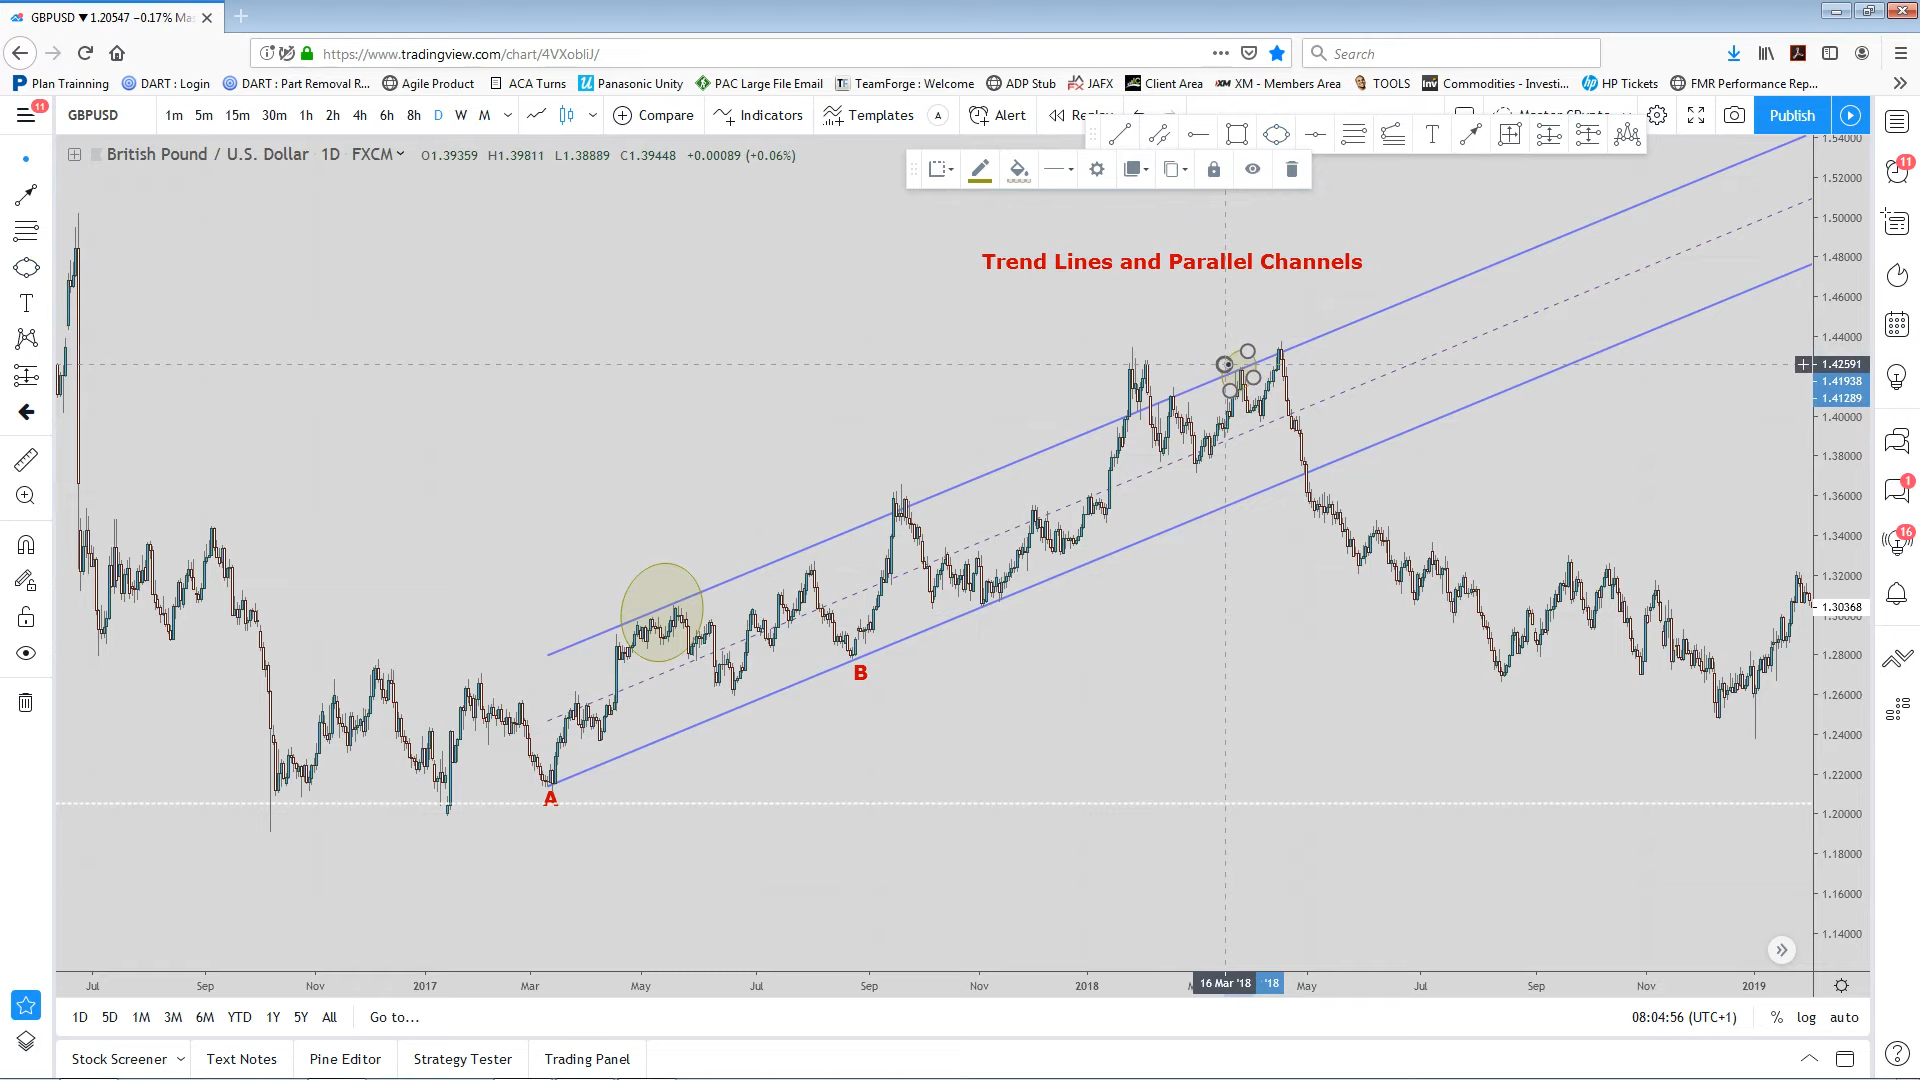 GBPUSD ▼ 1.20547 −0.17% Ma
https://www.tradingview.com/chart/4VXobliJ/
Search
Plan Trainning
DART : Login
DART : Part Removal R...
Agile Product
ACA Turns
Panasonic Unity
PAC Large File Email
TeamForge : Welcome
ADP Stub
JAFX
Client Area
XM - Members Area
TOOLS
Commodities - Investi...
HP Tickets
FMR Performance Rep...
11
GBPUSD
1m 5m 15m 30m 1h 2h 4h 6h 8h D W M
Compare
Indicators
Templates
A
Alert
Publish
British Pound / U.S. Dollar 1D FXCM
O1.39359 H1.39811 L1.38889 C1.39448 +0.00089 (+0.06%)
T
11
Trend Lines and Parallel Channels
T
A
B
1.52000
1.50000
1.48000
1.46000
1.44000
1.42591
1.41938
1.41289
1.40000
1.38000
1.36000
1.34000
1.32000
1.30368
1.28000
1.26000
1.24000
1.22000
1.20000
1.18000
1.16000
1.14000
1
16
Jul Sep Nov 2017 Mar May Jul Sep Nov 2018 16 Mar '18 '18 May Jul Sep Nov 2019
1D 5D 1M 3M 6M YTD 1Y 5Y All
Go to...
08:04:56 (UTC+1)
% log auto
Stock Screener
Text Notes
Pine Editor
Strategy Tester
Trading Panel